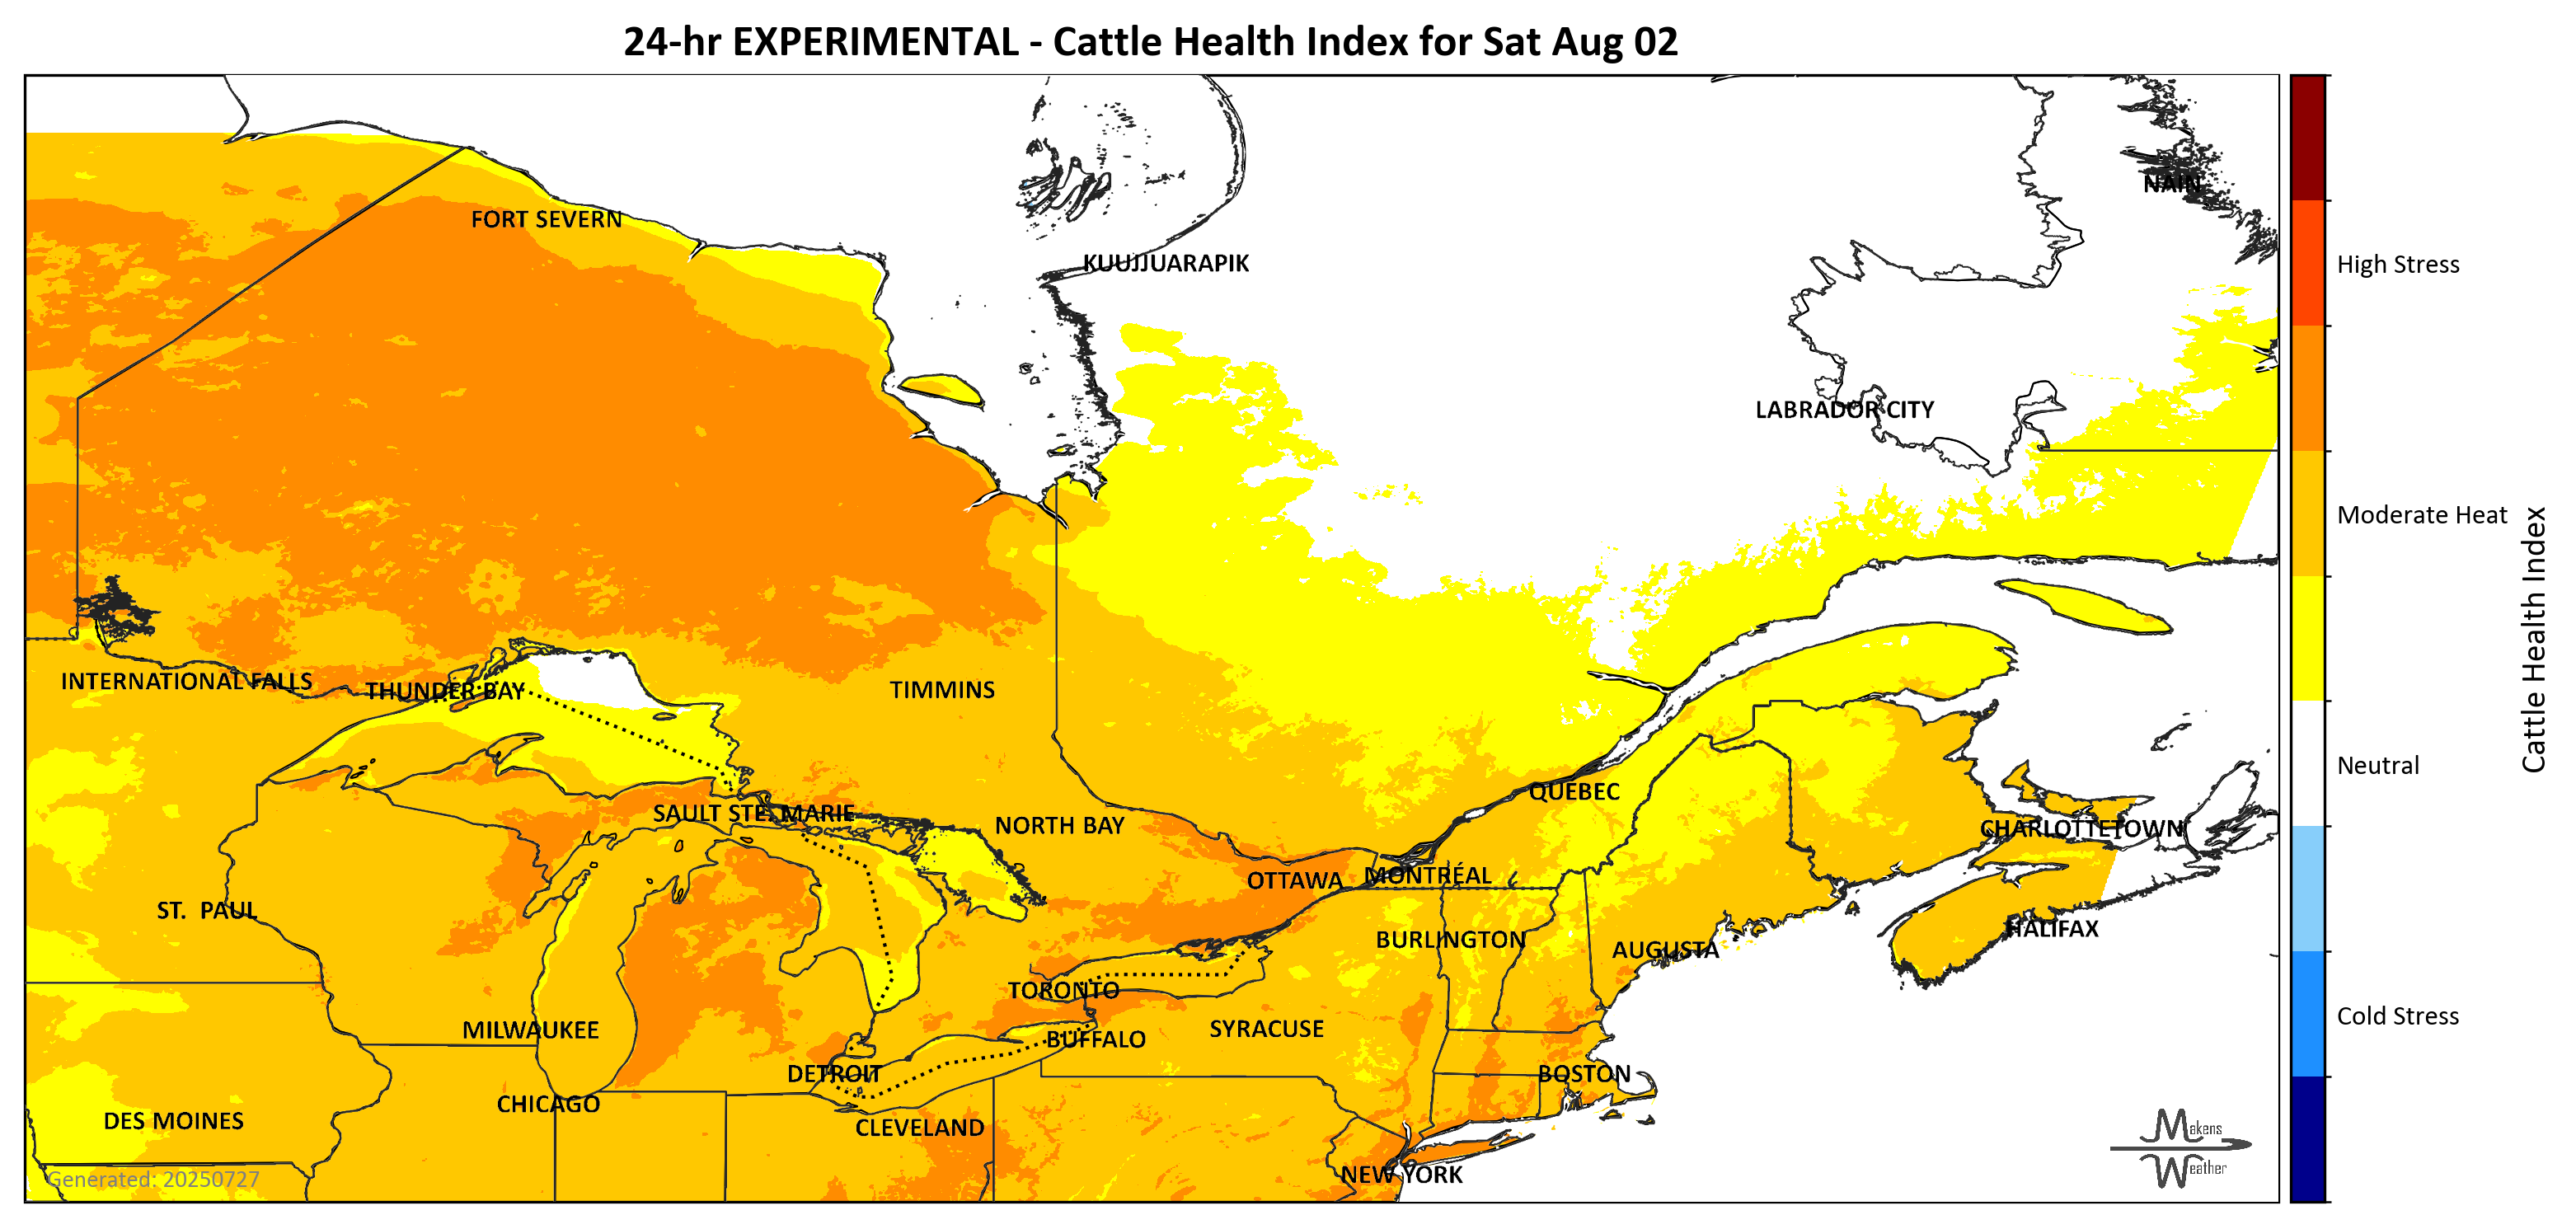 24-hr EXPERIMENTAL - Cattle Health Index for Sat Aug 02
NAIN
FORT SEVERN
KUUJJUARAPIK
High Stress
LABRADOR CITY
Moderate Heat
Cattle Health Index
INTERNATIONAL FALLS
THUNDER BAY
TIMMINS
Neutral
QUEBEC
SAULT STE. MARIE
NORTH BAY
CHARLOTTETOWN
OTTAWA
MONTRÉAL
ST. PAUL
HALIFAX
BURLINGTON
AUGUSTA
TORONTO
Cold Stress
MILWAUKEE
SYRACUSE
BUFFALO
DETROIT
BOSTON
CHICAGO
DES MOINES
CLEVELAND
Makens
Weather
NEW YORK
Generated: 20250727